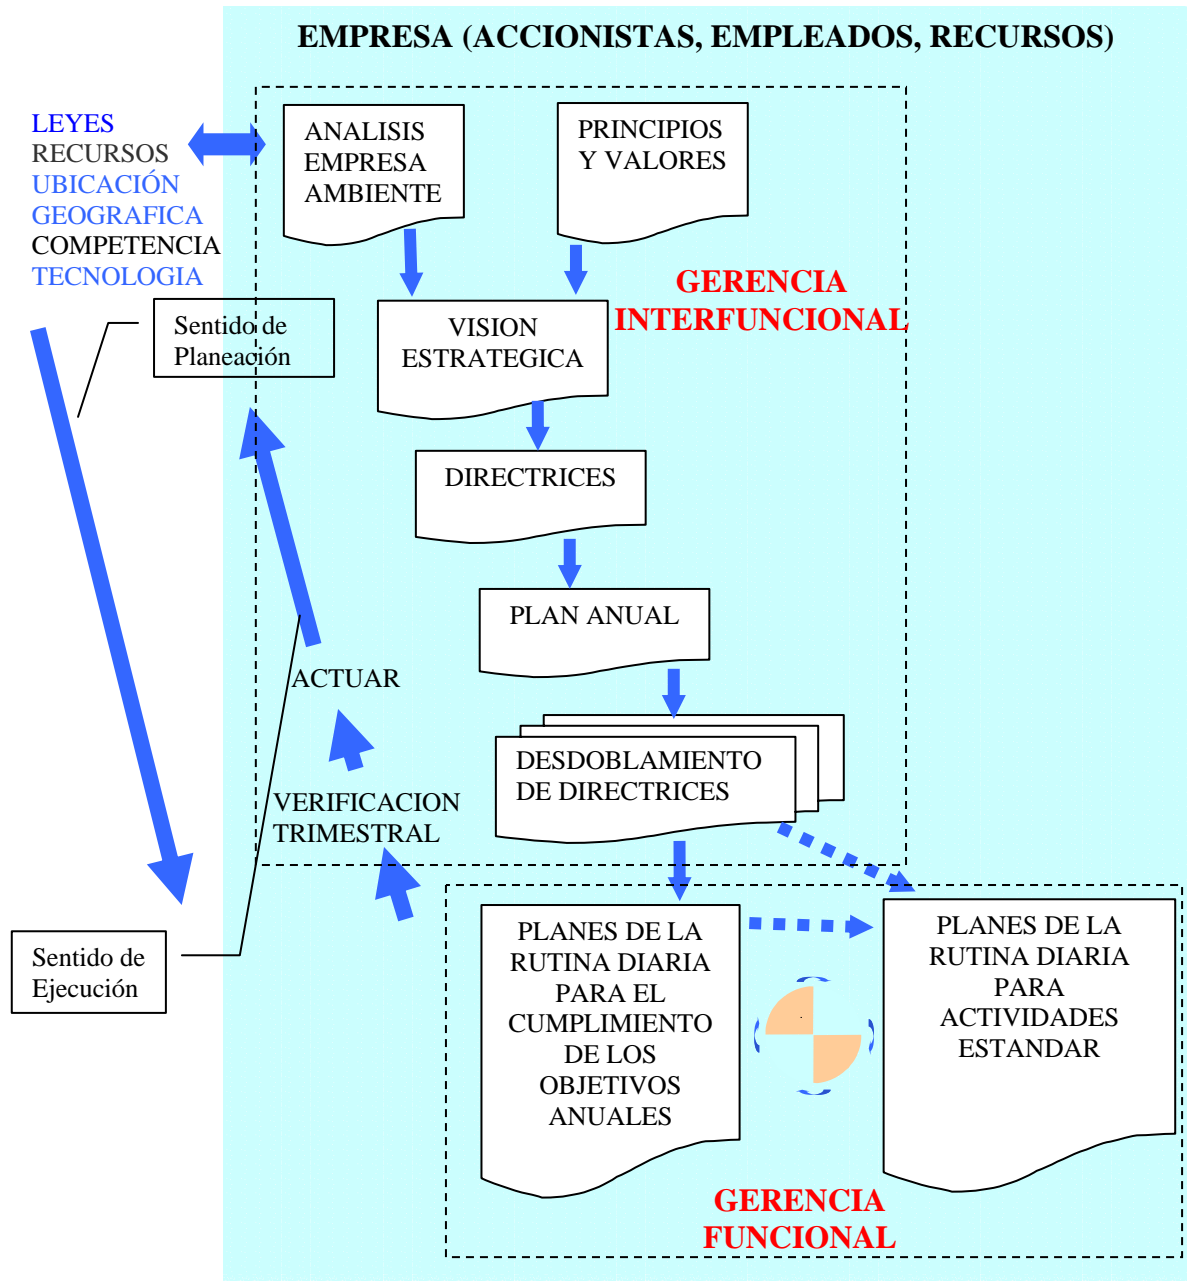 EMPRESA (ACCIONISTAS, EMPLEADOS, RECURSOS)
LEYES
RECURSOS
UBICACIÓN
GEOGRAFICA
COMPETENCIA
TECNOLOGIA
ANALISIS
EMPRESA
AMBIENTE
PRINCIPIOS
Y VALORES
GERENCIA
INTERFUNCIONAL
Sentido de
Planeación
VISION
ESTRATEGICA
DIRECTRICES
PLAN ANUAL
ACTUAR
DESDOBLAMIENTO
DE DIRECTRICES
VERIFICACION
TRIMESTRAL
Sentido de
Ejecución
PLANES DE LA
RUTINA DIARIA
PARA EL
CUMPLIMIENTO
DE LOS
OBJETIVOS
ANUALES
PLANES DE LA
RUTINA DIARIA
PARA
ACTIVIDADES
ESTANDAR
GERENCIA
FUNCIONAL